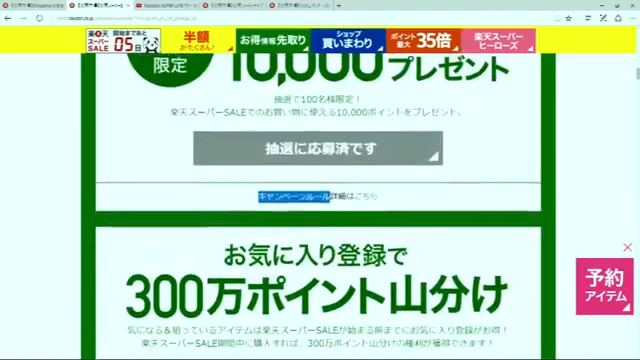 楽天スーパーSALE
開始まであと
05日
半額
おたくさん!
お得情報先取り
ショップ
買いまわり
ポイント
最大
35倍
楽天スーパー
ヒーローズ
限定
10,000ポイント
プレゼント
抽選で100名様限定!
楽天スーパーSALEでのお買い物に使える10,000ポイントをプレゼント。
抽選に応募済です
キャンペーンルール詳細はこちら
お気に入り登録で
300万ポイント山分け
気になる&狙っているアイテムは楽天スーパーSALEが始まる前までにお気に入り登録がお得!
楽天スーパーSALE期間中に購入すれば、300万ポイント山分けの権利が獲得できます!
予約
アイテム